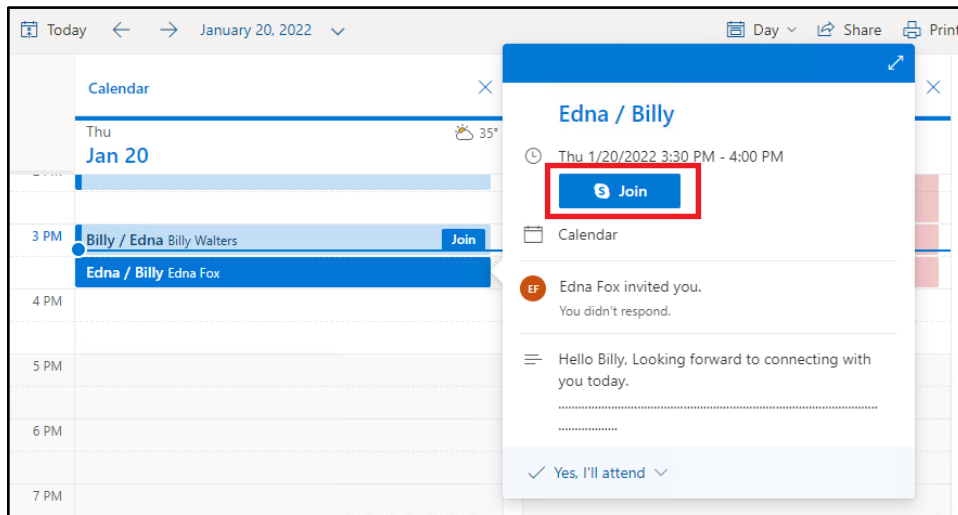 Today
January 20, 2022
Day
Share
Print
Calendar
Thu
35°
Jan 20
3 PM
Billy / Edna Billy Walters
Join
Edna / Billy Edna Fox
4 PM
5 PM
6 PM
7 PM
Edna / Billy
Thu 1/20/2022 3:30 PM - 4:00 PM
Join
Calendar
EF
Edna Fox invited you.
You didn't respond.
Hello Billy, Looking forward to connecting with
you today.
Yes, I'll attend